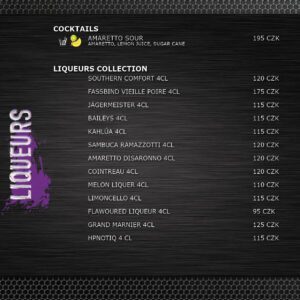 COCKTAILS
AMARETTO SOUR 195 CZK
AMARETTO, LEMON JUICE, SUGAR CANE
LIQUEURS COLLECTION
SOUTHERN COMFORT 4CL 120 CZK
FASSBIND VIEILLE POIRE 4CL 175 CZK
JÄGERMEISTER 4CL 115 CZK
BAILEYS 4CL 115 CZK
KAHLÚA 4CL 115 CZK
SAMBUCA RAMAZZOTTI 4CL 120 CZK
AMARETTO DISARONNO 4CL 120 CZK
COINTREAU 4CL 120 CZK
MELON LIQUER 4CL 110 CZK
LIMONCELLO 4CL 115 CZK
FLAWOURED LIQUEUR 4CL 95 CZK
GRAND MARNIER 4CL 125 CZK
HPNOTIQ 4 CL 115 CZK
LIQUEURS